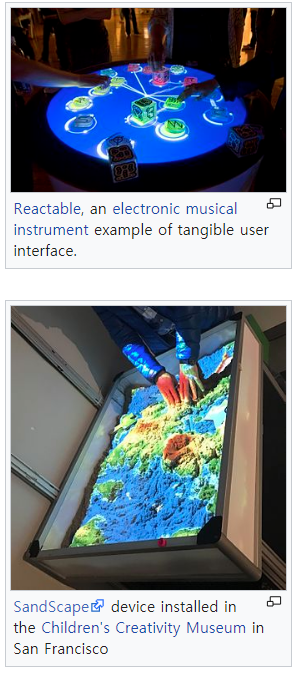 Reactable, an electronic musical
instrument example of tangible user
interface.
SandScape device installed in
the Children's Creativity Museum in
San Francisco